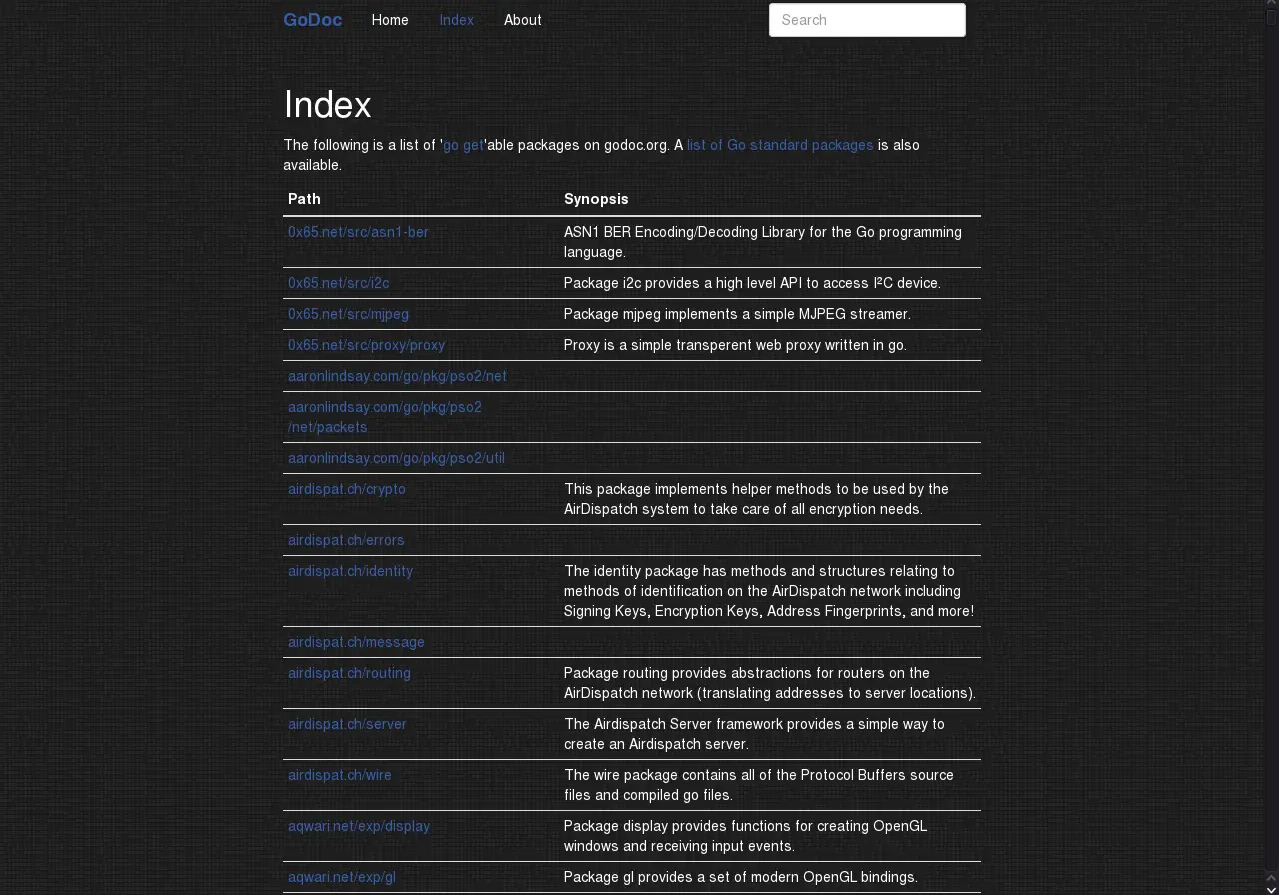 GoDoc Home Index About Search
Index
The following is a list of 'go get'able packages on godoc.org. A list of Go standard packages is also
available.
Path Synopsis
0x65.net/src/asn1-ber ASN1 BER Encoding/Decoding Library for the Go programming
language.
0x65.net/src/i2c Package i2c provides a high level API to access I²C device.
0x65.net/src/mjpeg Package mjpeg implements a simple MJPEG streamer.
0x65.net/src/proxy/proxy Proxy is a simple transperent web proxy written in go.
aaronlindsay.com/go/pkg/pso2/net
aaronlindsay.com/go/pkg/pso2
/net/packets
aaronlindsay.com/go/pkg/pso2/util
airdispat.ch/crypto This package implements helper methods to be used by the
AirDispatch system to take care of all encryption needs.
airdispat.ch/errors
airdispat.ch/identity The identity package has methods and structures relating to
methods of identification on the AirDispatch network including
Signing Keys, Encryption Keys, Address Fingerprints, and more!
airdispat.ch/message
airdispat.ch/routing Package routing provides abstractions for routers on the
AirDispatch network (translating addresses to server locations).
airdispat.ch/server The Airdispatch Server framework provides a simple way to
create an Airdispatch server.
airdispat.ch/wire The wire package contains all of the Protocol Buffers source
files and compiled go files.
aqwari.net/exp/display Package display provides functions for creating OpenGL
windows and receiving input events.
aqwari.net/exp/gl Package gl provides a set of modern OpenGL bindings.